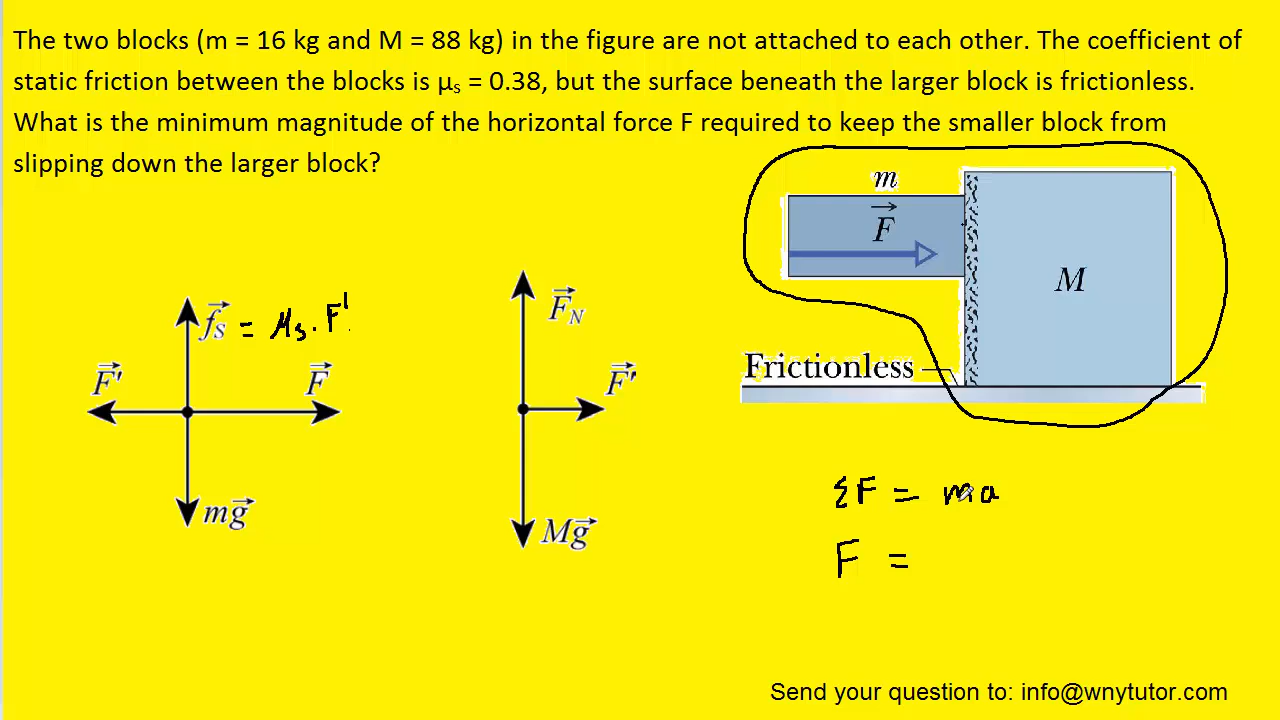 The two blocks (m = 16 kg and M = 88 kg) in the figure are not attached to each other. The coefficient of
static friction between the blocks is μₛ = 0.38, but the surface beneath the larger block is frictionless.
What is the minimum magnitude of the horizontal force F required to keep the smaller block from
slipping down the larger block?
m
F⃗
M
Frictionless
f⃗s = μs · F'
F⃗'
F⃗
mg⃗
F⃗N
F⃗'
Mg⃗
ΣF = ma
F =
Send your question to: info@wnytutor.com